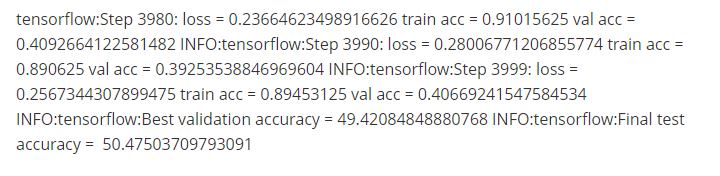 tensorflow:Step 3980: loss = 0.23664623498916626 train acc = 0.91015625 val acc =
0.4092664122581482 INFO:tensorflow:Step 3990: loss = 0.28006771206855774 train acc =
0.890625 val acc = 0.39253538846969604 INFO:tensorflow:Step 3999: loss =
0.2567344307899475 train acc = 0.89453125 val acc = 0.40669241547584534
INFO:tensorflow:Best validation accuracy = 49.42084848880768 INFO:tensorflow:Final test
accuracy = 50.47503709793091